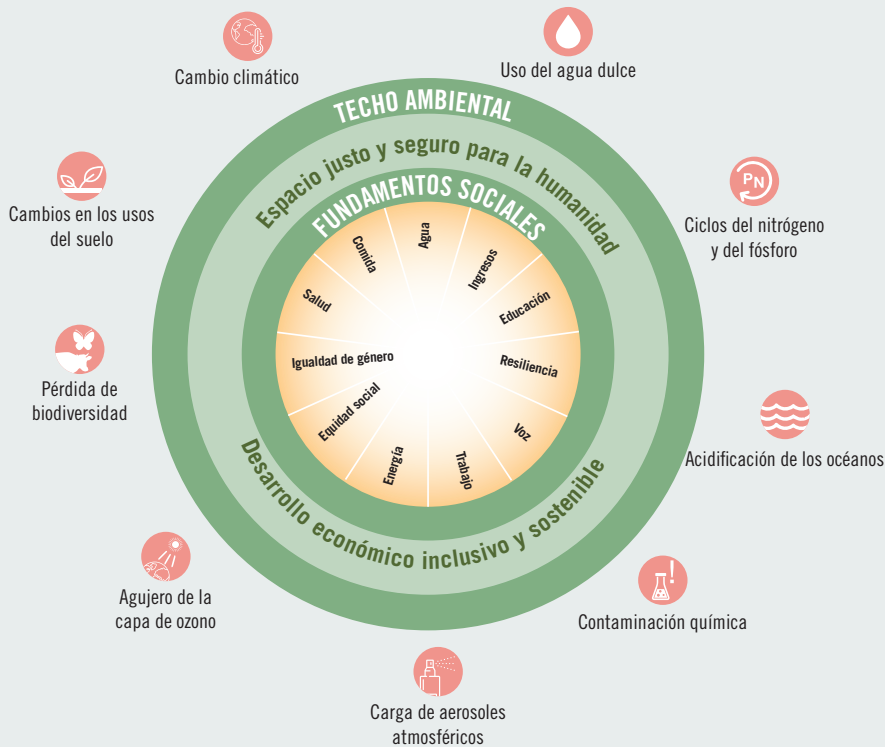 Cambio climático
Uso del agua dulce
TECHO AMBIENTAL
Espacio justo y seguro para la humanidad
FUNDAMENTOS SOCIALES
Cambios en los usos
del suelo
PN
Ciclos del nitrógeno
y del fósforo
Agua
Ingresos
Educación
Resiliencia
Voz
Trabajo
Energía
Equidad social
Igualdad de género
Salud
Comida
Pérdida de
biodiversidad
Acidificación de los océanos
Desarrollo económico inclusivo y sostenible
Agujero de la
capa de ozono
!
Contaminación química
Carga de aerosoles
atmosféricos